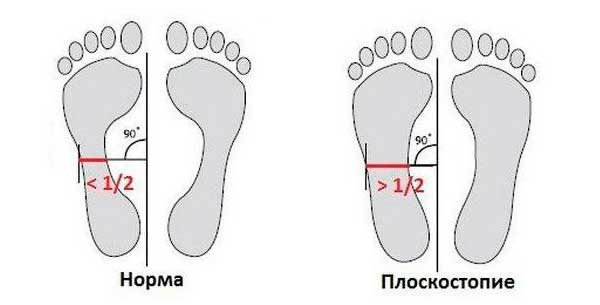 90°
< 1/2
Норма
90°
> 1/2
Плоскостопие